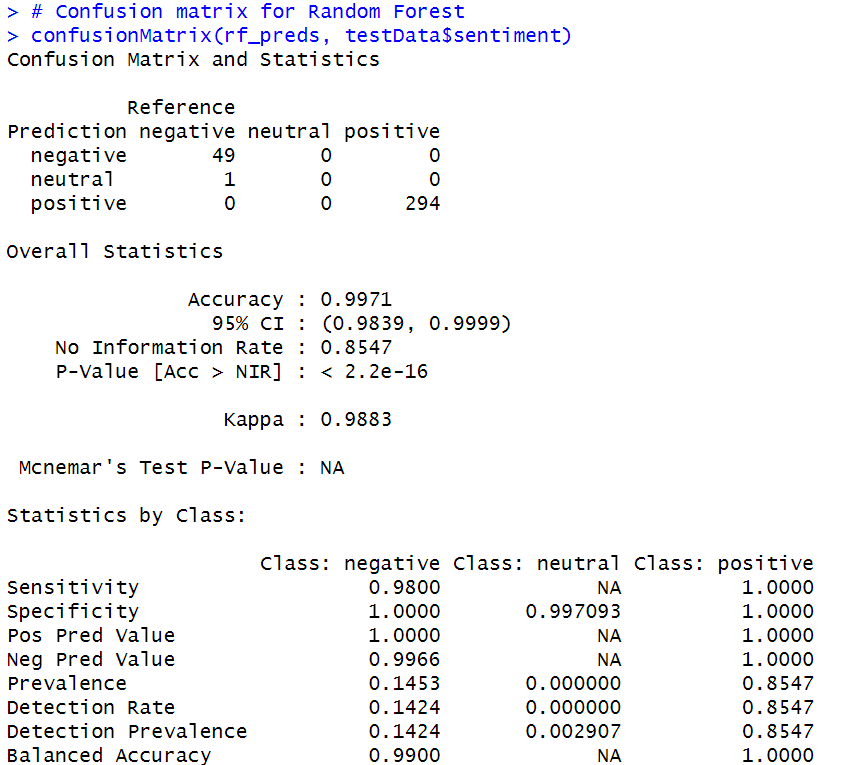 > # Confusion matrix for Random Forest
> confusionMatrix(rf_preds, testData$sentiment)
Confusion Matrix and Statistics
Reference
Prediction negative neutral positive
negative 49 0 0
neutral 1 0 0
positive 0 0 294
Overall Statistics
Accuracy : 0.9971
95% CI : (0.9839, 0.9999)
No Information Rate : 0.8547
P-Value [Acc > NIR] : < 2.2e-16
Kappa : 0.9883
Mcnemar's Test P-Value : NA
Statistics by Class:
Class: negative Class: neutral Class: positive
Sensitivity 0.9800 NA 1.0000
Specificity 1.0000 0.997093 1.0000
Pos Pred Value 1.0000 NA 1.0000
Neg Pred Value 0.9966 NA 1.0000
Prevalence 0.1453 0.000000 0.8547
Detection Rate 0.1424 0.000000 0.8547
Detection Prevalence 0.1424 0.002907 0.8547
Balanced Accuracy 0.9900 NA 1.0000